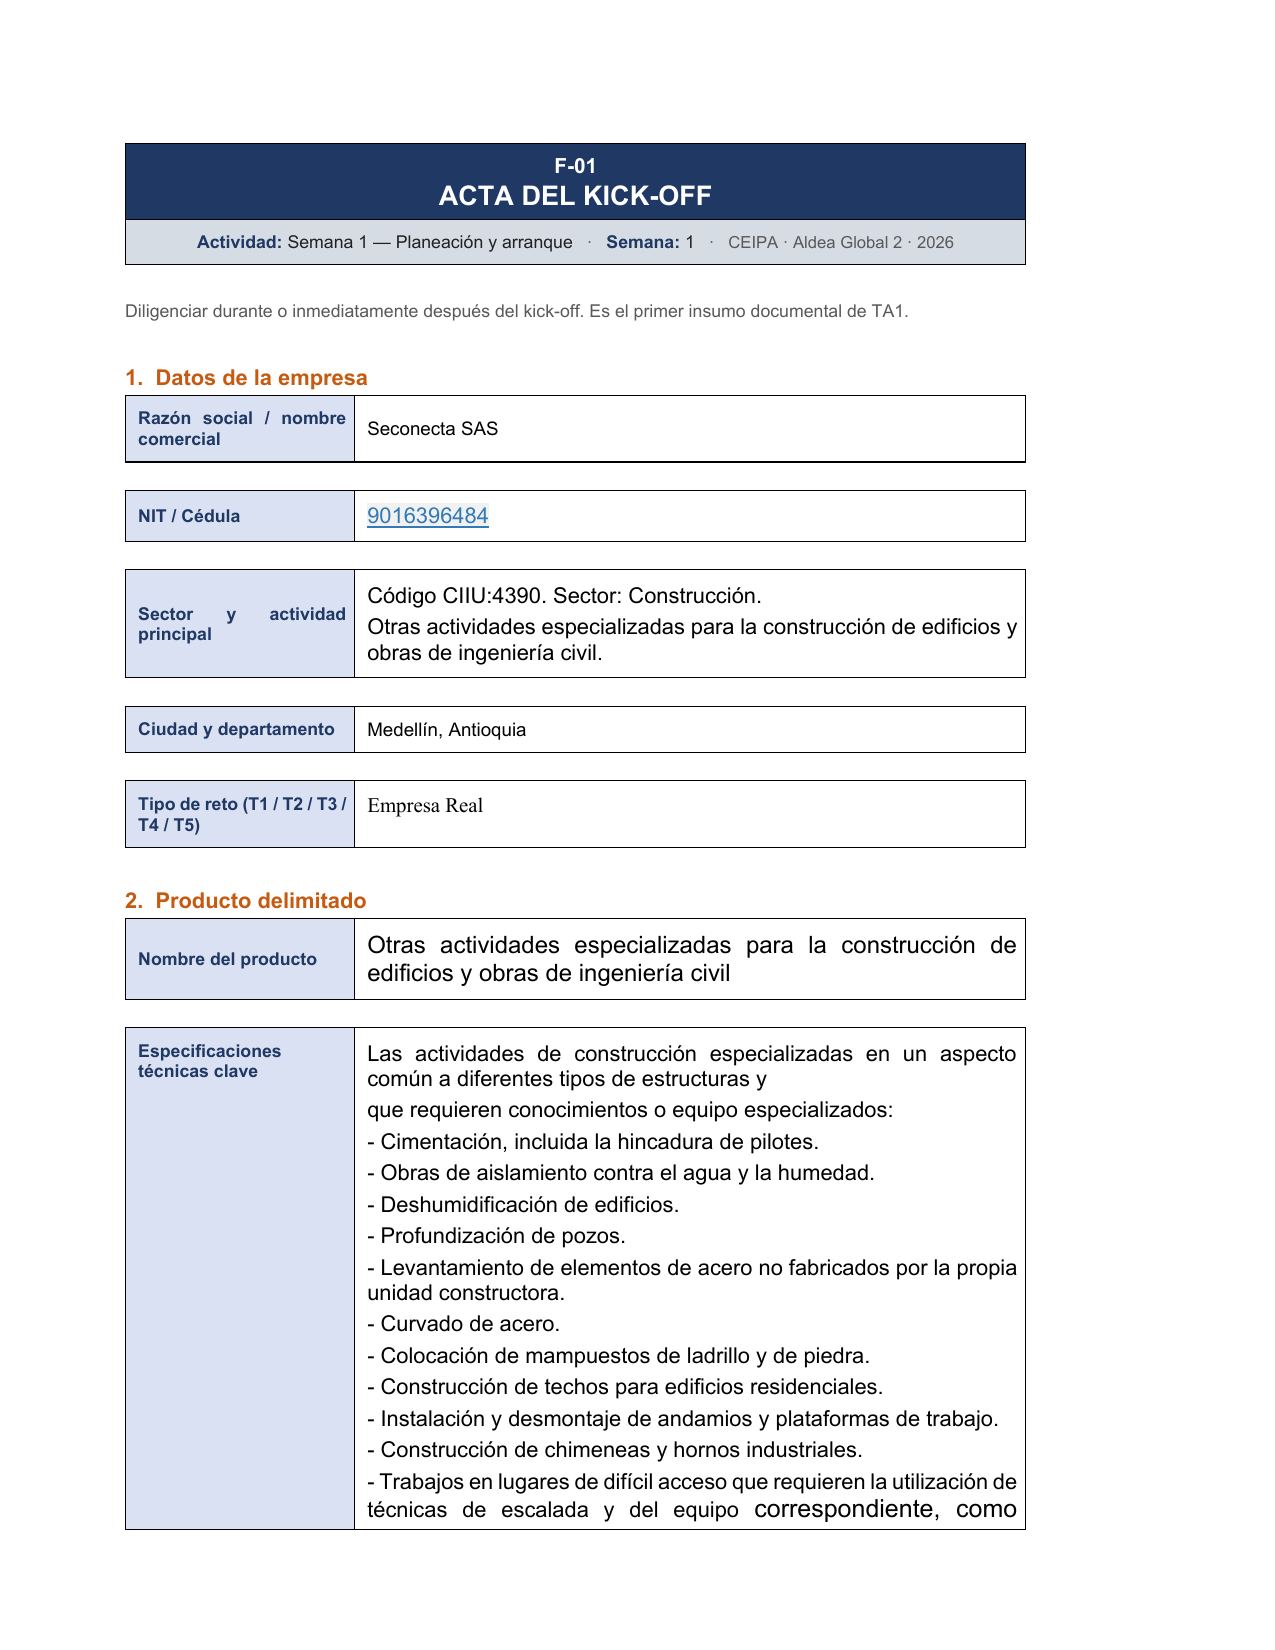 F-01
ACTA DEL KICK-OFF
Actividad: Semana 1 — Planeación y arranque · Semana: 1 · CEIPA · Aldea Global 2 · 2026
Diligenciar durante o inmediatamente después del kick-off. Es el primer insumo documental de TA1.
1. Datos de la empresa
Razón social / nombre
comercial
Seconecta SAS
NIT / Cédula
9016396484
Sector y actividad
principal
Código CIIU:4390. Sector: Construcción.
Otras actividades especializadas para la construcción de edificios y
obras de ingeniería civil.
Ciudad y departamento
Medellín, Antioquia
Tipo de reto (T1 / T2 / T3 /
T4 / T5)
Empresa Real
2. Producto delimitado
Nombre del producto
Otras actividades especializadas para la construcción de
edificios y obras de ingeniería civil
Especificaciones
técnicas clave
Las actividades de construcción especializadas en un aspecto
común a diferentes tipos de estructuras y
que requieren conocimientos o equipo especializados:
- Cimentación, incluida la hincadura de pilotes.
- Obras de aislamiento contra el agua y la humedad.
- Deshumidificación de edificios.
- Profundización de pozos.
- Levantamiento de elementos de acero no fabricados por la propia
unidad constructora.
- Curvado de acero.
- Colocación de mampuestos de ladrillo y de piedra.
- Construcción de techos para edificios residenciales.
- Instalación y desmontaje de andamios y plataformas de trabajo.
- Construcción de chimeneas y hornos industriales.
- Trabajos en lugares de difícil acceso que requieren la utilización de
técnicas de escalada y del equipo correspondiente, como